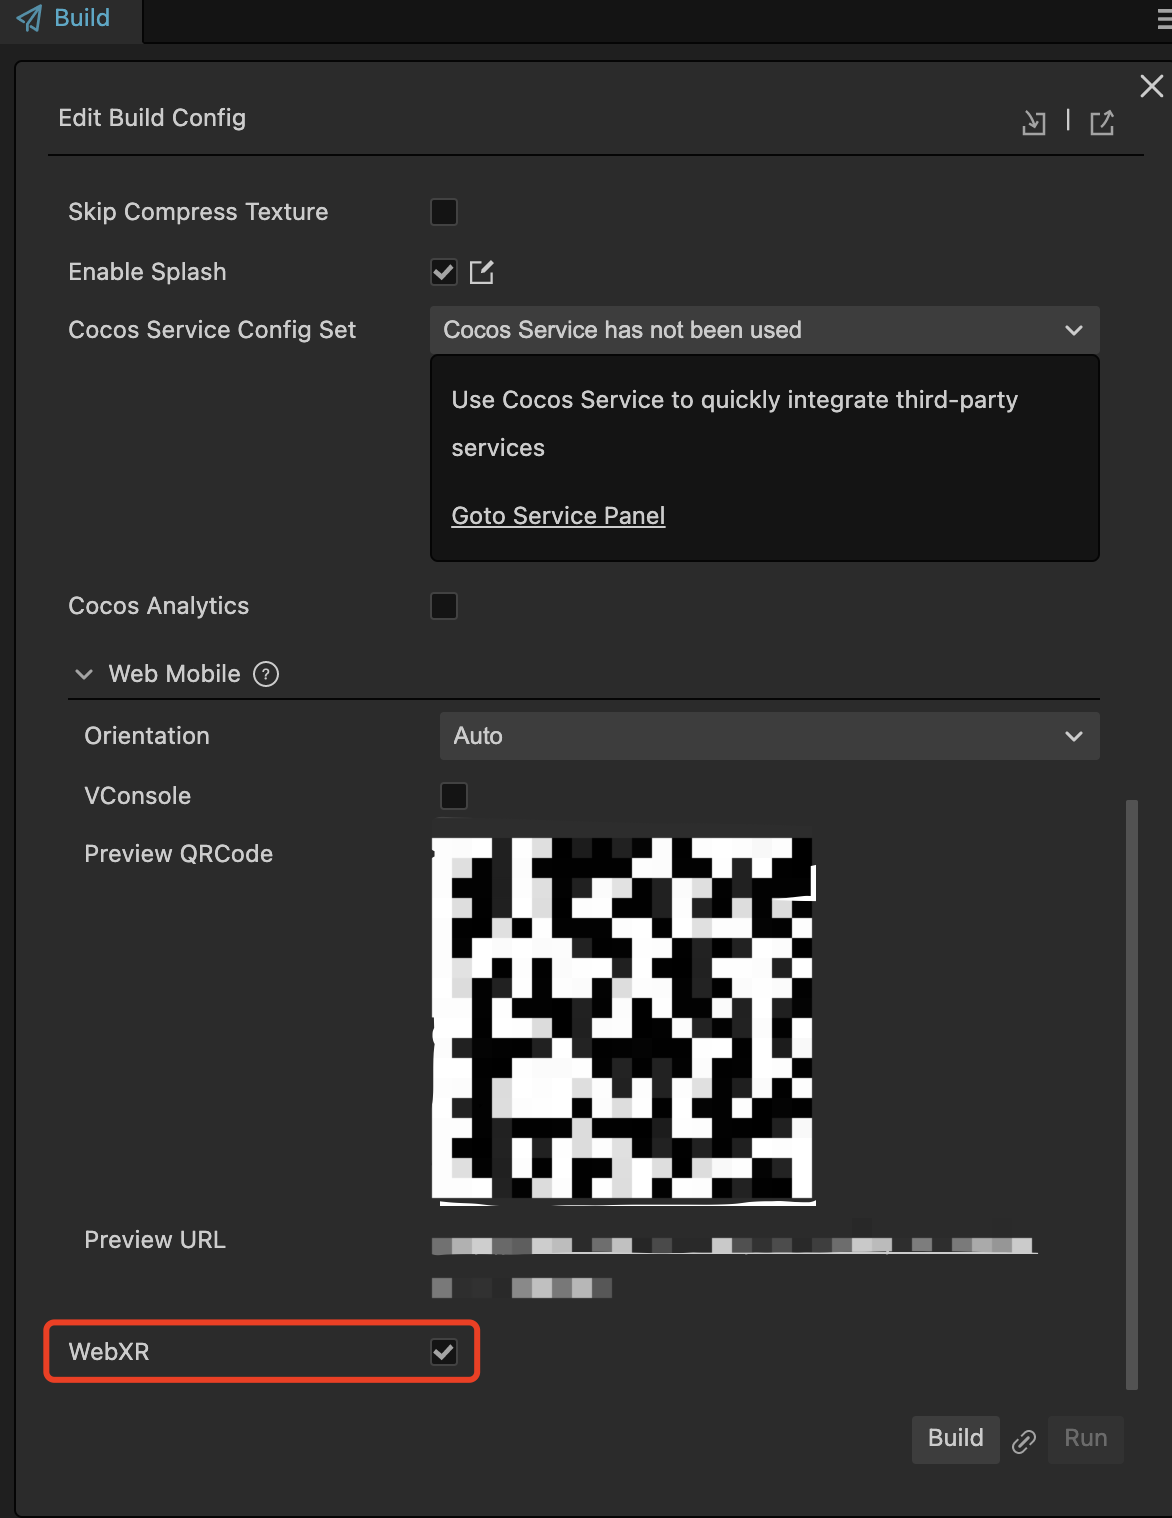 Build
Edit Build Config
Skip Compress Texture
Enable Splash
Cocos Service Config Set
Cocos Service has not been used
Use Cocos Service to quickly integrate third-party
services
Goto Service Panel
Cocos Analytics
Web Mobile ?
Orientation
Auto
VConsole
Preview QRCode
Preview URL
WebXR
Build
Run